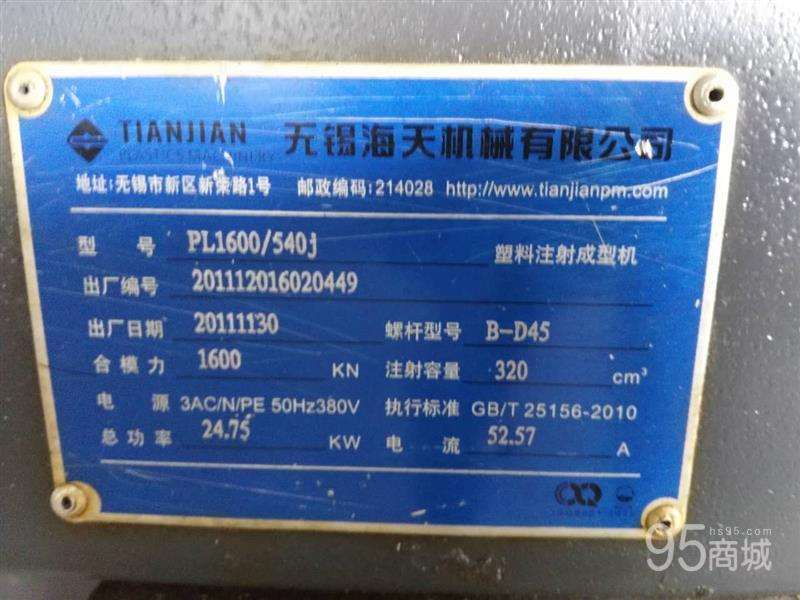 TIANJIAN 无锡海天机械有限公司
PLASTICS MACHINERY
地址:无锡市新区新荣路1号 邮政编码:214028 http://www.tianjianpm.com
型号 PL1600/540j 塑料注射成型机
出厂编号 201112016020449
出厂日期 20111130 螺杆型号 B-D45
合模力 1600 KN 注射容量 320 cm³
电源 3AC/N/PE 50Hz380V 执行标准 GB/T 25156-2010
总功率 24.75 KW 电流 52.57 A
hs95.com
95商城